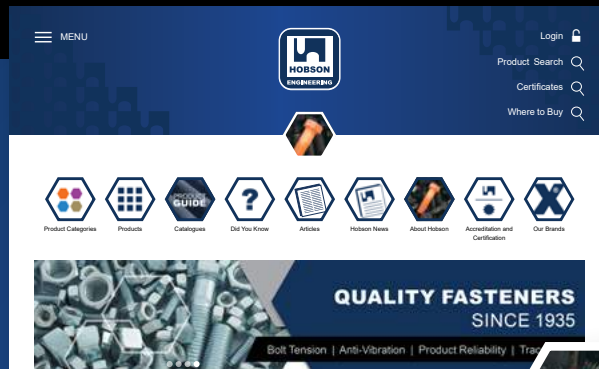 MENU
Login
Product Search
Certificates
Where to Buy
HOBSON
ENGINEERING
PRODUCT
GUIDE
?
Product Categories
Products
Catalogues
Did You Know
Articles
Hobson News
About Hobson
Accreditation and
Certification
Our Brands
QUALITY FASTENERS
SINCE 1935
Bolt Tension | Anti-Vibration | Product Reliability |